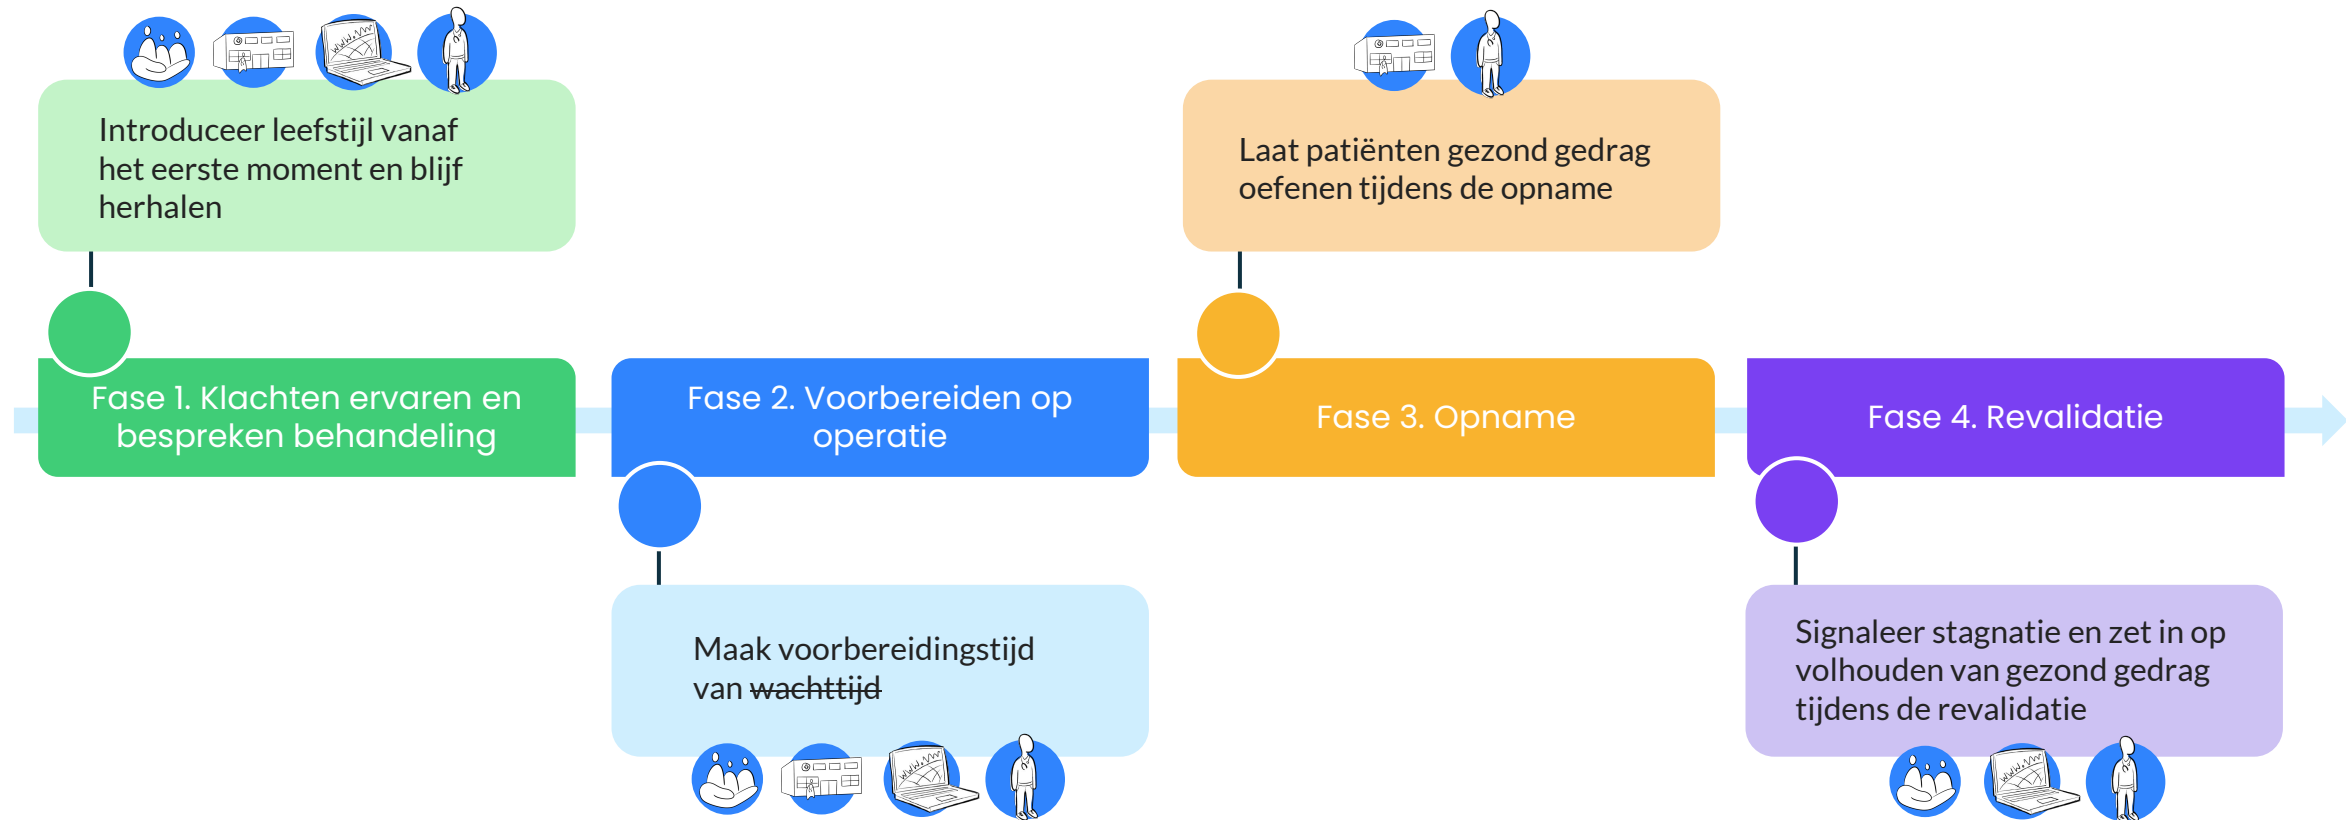 Introduceer leefstijl vanaf
het eerste moment en blijf
herhalen
Laat patiënten gezond gedrag
oefenen tijdens de opname
Fase 1. Klachten ervaren en
bespreken behandeling
Fase 2. Voorbereiden op
operatie
Fase 3. Opname
Fase 4. Revalidatie
Maak voorbereidingstijd
van wachttijd
Signaleer stagnatie en zet in op
volhouden van gezond gedrag
tijdens de revalidatie